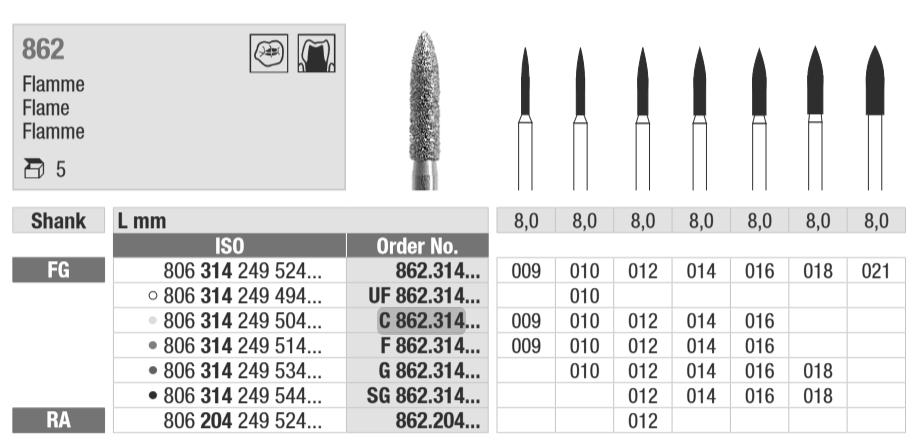 862
Flamme
Flame
Flamme
5
Shank L mm 8,0 8,0 8,0 8,0 8,0 8,0 8,0
ISO Order No.
FG 806 314 249 524... 862.314... 009 010 012 014 016 018 021
806 314 249 494... UF 862.314... 010
806 314 249 504... C 862.314... 009 010 012 014 016
806 314 249 514... F 862.314... 009 010 012 014 016
806 314 249 534... G 862.314... 010 012 014 016 018
806 314 249 544... SG 862.314... 012 014 016 018
RA 806 204 249 524... 862.204... 012